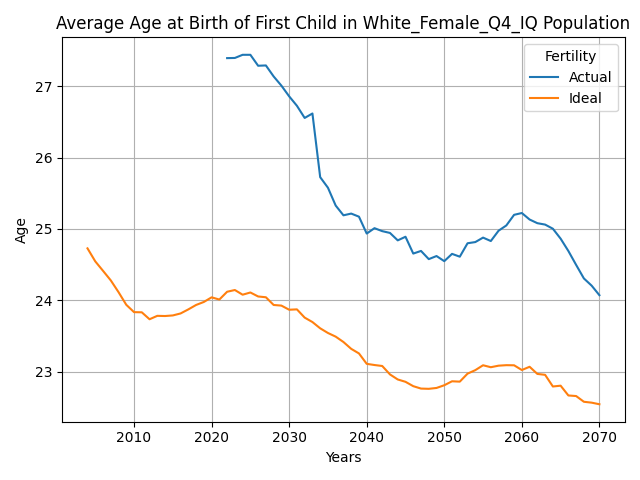 Average Age at Birth of First Child in White_Female_Q4_IQ Population
Fertility
Actual
Ideal
Age
27
26
25
24
23
2010 2020 2030 2040 2050 2060 2070
Years